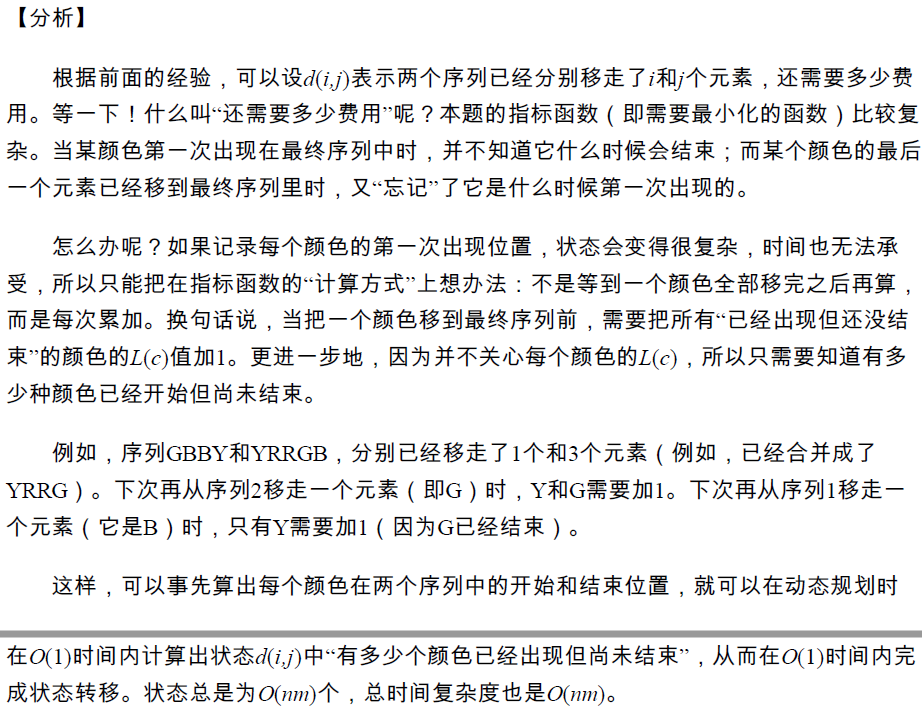 【分析】
根据前面的经验，可以设d(i,j)表示两个序列已经分别移走了i和j个元素，还需要多少费
用。等一下！什么叫“还需要多少费用”呢？本题的指标函数（即需要最小化的函数）比较复
杂。当某颜色第一次出现在最终序列中时，并不知道它什么时候会结束；而某个颜色的最后
一个元素已经移到最终序列里时，又“忘记”了它是什么时候第一次出现的。
怎么办呢？如果记录每个颜色的第一次出现位置，状态会变得很复杂，时间也无法承
受，所以只能把在指标函数的“计算方式”上想办法：不是等到一个颜色全部移完之后再算，
而是每次累加。换句话说，当把一个颜色移到最终序列前，需要把所有“已经出现但还没结
束”的颜色的L(c)值加1。更进一步地，因为并不关心每个颜色的L(c)，所以只需要知道有多
少种颜色已经开始但尚未结束。
例如，序列GBBY和YRRGB，分别已经移走了1个和3个元素（例如，已经合并成了
YRRG）。下次再从序列2移走一个元素（即G）时，Y和G需要加1。下次再从序列1移走一
个元素（它是B）时，只有Y需要加1（因为G已经结束）。
这样，可以事先算出每个颜色在两个序列中的开始和结束位置，就可以在动态规划时
在O(1)时间内计算出状态d(i,j)中“有多少个颜色已经出现但尚未结束”，从而在O(1)时间内完
成状态转移。状态总是为O(nm)个，总时间复杂度也是O(nm)。